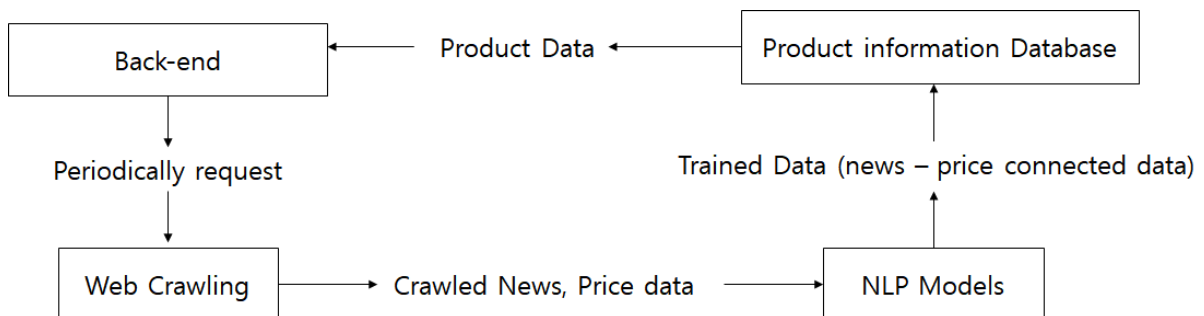 Back-end
Product Data
Product information Database
Periodically request
Trained Data (news – price connected data)
Web Crawling
Crawled News, Price data
NLP Models